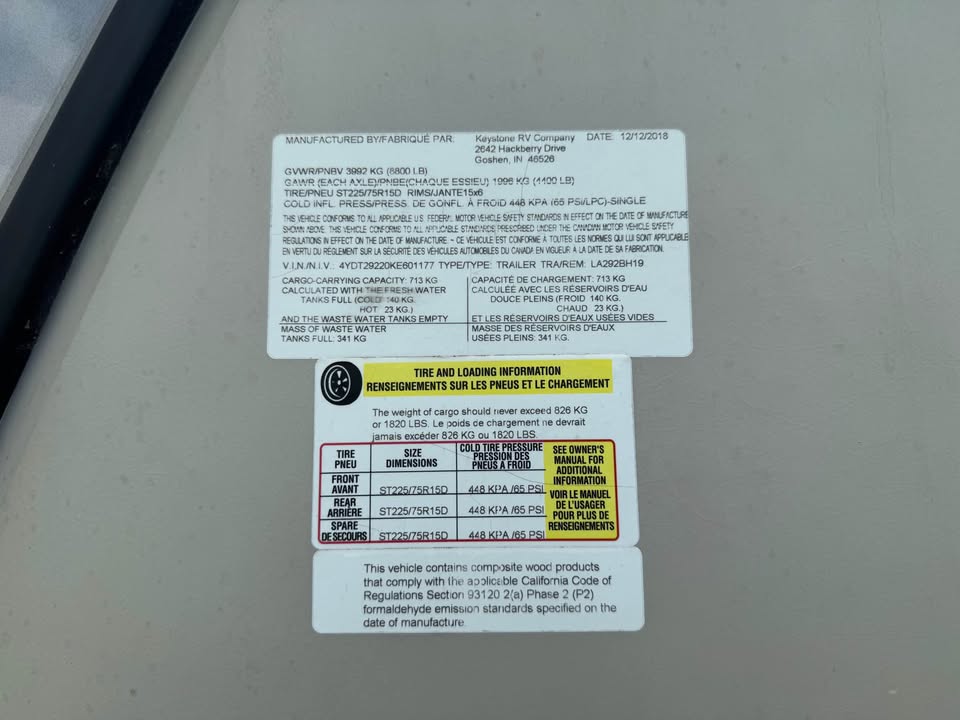 MANUFACTURED BY/FABRIQUÉ PAR: Keystone RV Company DATE: 12/12/2018
2642 Hackberry Drive
Goshen, IN 46526
GVWR/PNBV 3992 KG (8800 LB)
GAWR (EACH AXLE)/PNBE(CHAQUE ESSIEU) 1996 KG (4400 LB)
TIRE/PNEU ST225/75R15D RIMS/JANTE15x6
COLD INFL. PRESS/PRESS. DE GONFL. À FROID 448 KPA (65 PSI/LPC)-SINGLE
THIS VEHICLE CONFORMS TO ALL APPLICABLE U.S. FEDERAL MOTOR VEHICLE SAFETY STANDARDS IN EFFECT ON THE DATE OF MANUFACTURE
SHOWN ABOVE. THIS VEHICLE CONFORMS TO ALL APPLICABLE STANDARDS PRESCRIBED UNDER THE CANADIAN MOTOR VEHICLE SAFETY
REGULATIONS IN EFFECT ON THE DATE OF MANUFACTURE - CE VÉHICULE EST CONFORME À TOUTES LES NORMES QUI LUI SONT APPLICABLE
EN VERTU DU RÈGLEMENT SUR LA SÉCURITÉ DES VÉHICULES AUTOMOBILES DU CANADA EN VIGUEUR À LA DATE DE SA FABRICATION.
V.I.N./N.I.V.: 4YDT29220KE601177 TYPE/TYPE: TRAILER TRA/REM: LA292BH19
CARGO-CARRYING CAPACITY: 713 KG
CALCULATED WITH THE FRESH WATER
TANKS FULL (COLD 140 KG.
HOT 23 KG.)
AND THE WASTE WATER TANKS EMPTY
MASS OF WASTE WATER
TANKS FULL: 341 KG
CAPACITÉ DE CHARGEMENT: 713 KG
CALCULÉE AVEC LES RÉSERVOIRS D'EAU
DOUCE PLEINS (FROID 140 KG.
CHAUD 23 KG.)
ET LES RÉSERVOIRS D'EAUX USÉES VIDES
MASSE DES RÉSERVOIRS D'EAUX
USÉES PLEINS: 341 KG.
TIRE AND LOADING INFORMATION
RENSEIGNEMENTS SUR LES PNEUS ET LE CHARGEMENT
The weight of cargo should never exceed 826 KG
or 1820 LBS. Le poids de chargement ne devrait
jamais excéder 826 KG ou 1820 LBS.
TIRE
PNEU
SIZE
DIMENSIONS
COLD TIRE PRESSURE
PRESSION DES
PNEUS A FROID
FRONT
AVANT ST225/75R15D 448 KPA /65 PSI
REAR
ARRIÈRE ST225/75R15D 448 KPA /65 PSI
SPARE
DE SECOURS ST225/75R15D 448 KPA /65 PSI
SEE OWNER'S
MANUAL FOR
ADDITIONAL
INFORMATION
VOIR LE MANUEL
DE L'USAGER
POUR PLUS DE
RENSEIGNEMENTS
This vehicle contains composite wood products
that comply with the applicable California Code of
Regulations Section 93120 2(a) Phase 2 (P2)
formaldehyde emission standards specified on the
date of manufacture.